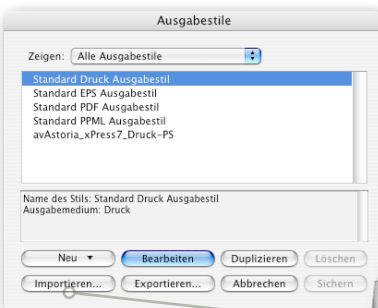 Ausgabestile
Zeigen: Alle Ausgabestile
Standard Druck Ausgabestil
Standard EPS Ausgabestil
Standard PDF Ausgabestil
Standard PPML Ausgabestil
avAstoria_xPress7_Druck-PS
Name des Stils: Standard Druck Ausgabestil
Ausgabemedium: Druck
Neu Bearbeiten Duplizieren Löschen
Importieren... Exportieren... Abbrechen Sichern